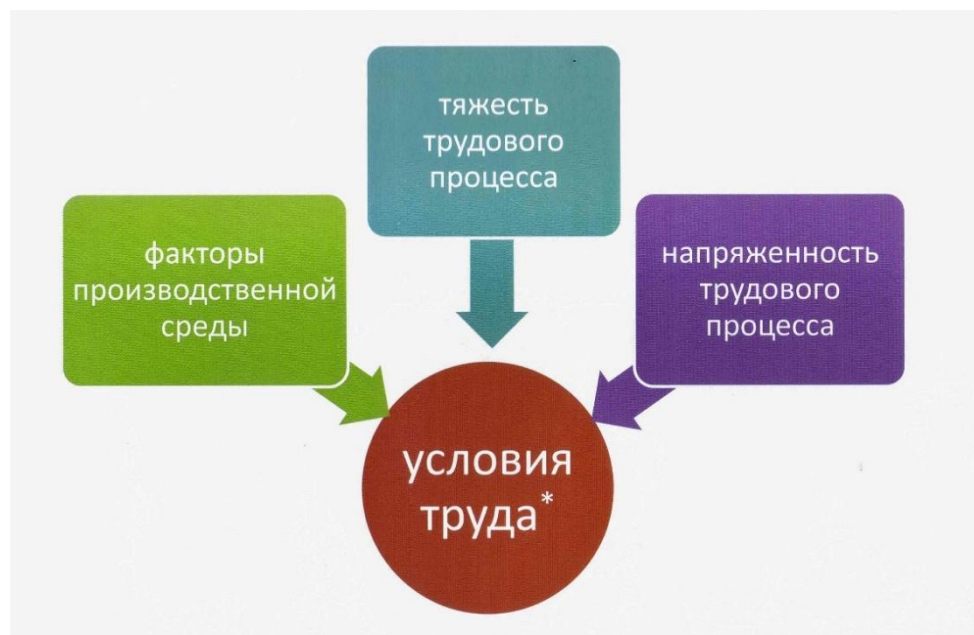 тяжесть
трудового
процесса
факторы
производственной
среды
напряженность
трудового
процесса
условия
труда*